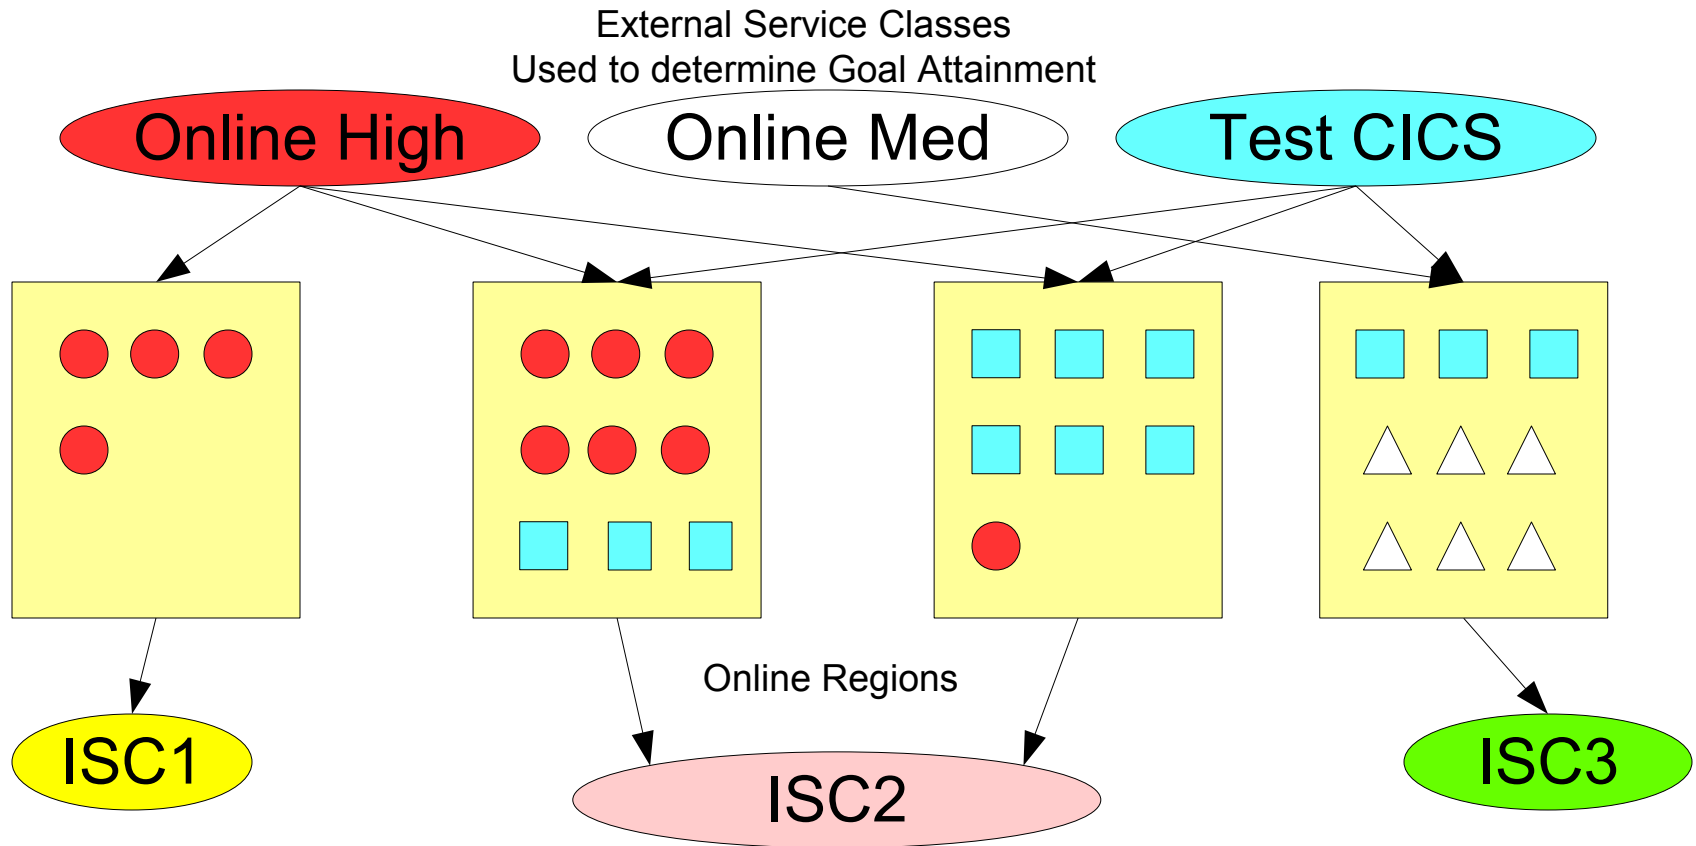 External Service Classes
Used to determine Goal Attainment
Online High
Online Med
Test CICS
Online Regions
ISC1
ISC2
ISC3